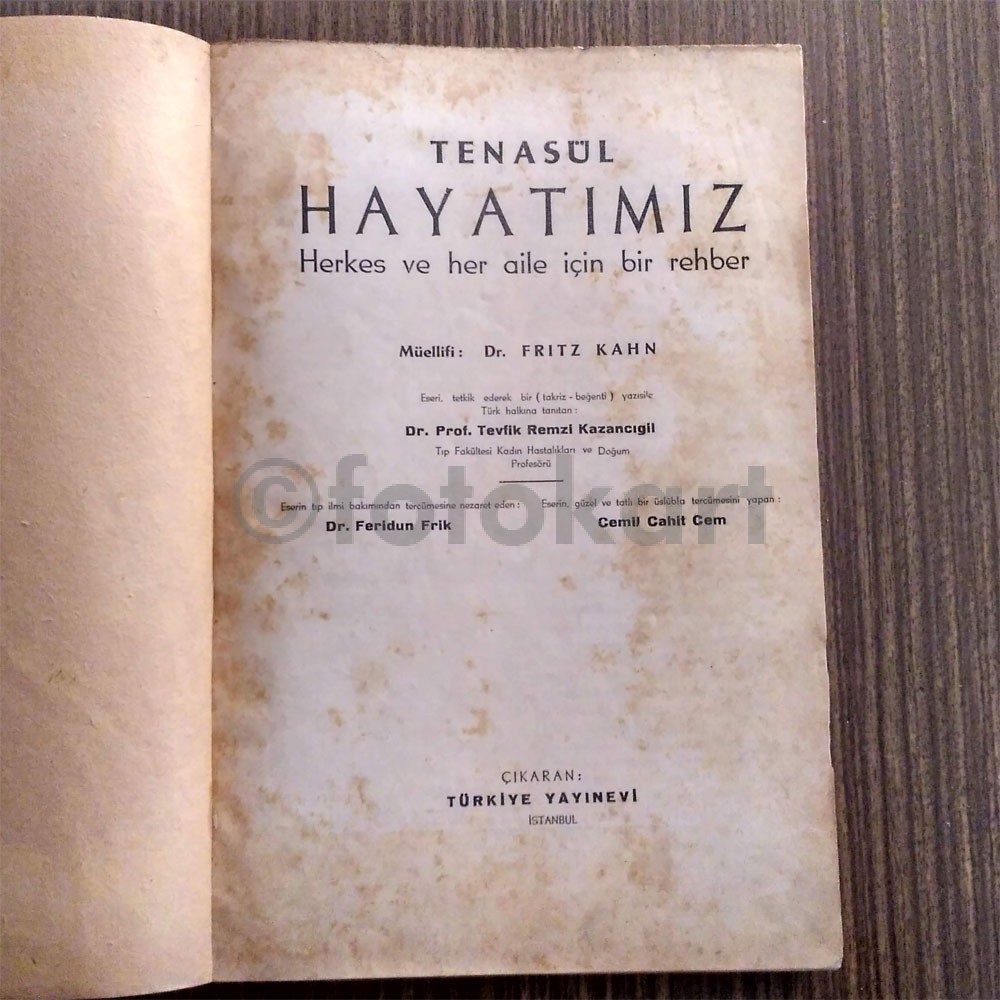 TENASÜL
HAYATIMIZ
Herkes ve her aile için bir rehber
Müellifi: Dr. FRITZ KAHN
Eseri, tetkik ederek bir (takriz - beğenti) yazısile
Türk halkına tanıtan:
Dr. Prof. Tevfik Remzi Kazancıgil
Tıp Fakültesi Kadın Hastalıkları ve Doğum
Profesörü
Eserin tıp ilmi bakımından tercümesine nezaret eden:
Dr. Feridun Frik
Eserin, güzel ve tatlı bir üslûbla tercümesini yapan:
Cemil Cahit Cem
©fotokart
ÇIKARAN:
TÜRKİYE YAYINEVİ
İSTANBUL